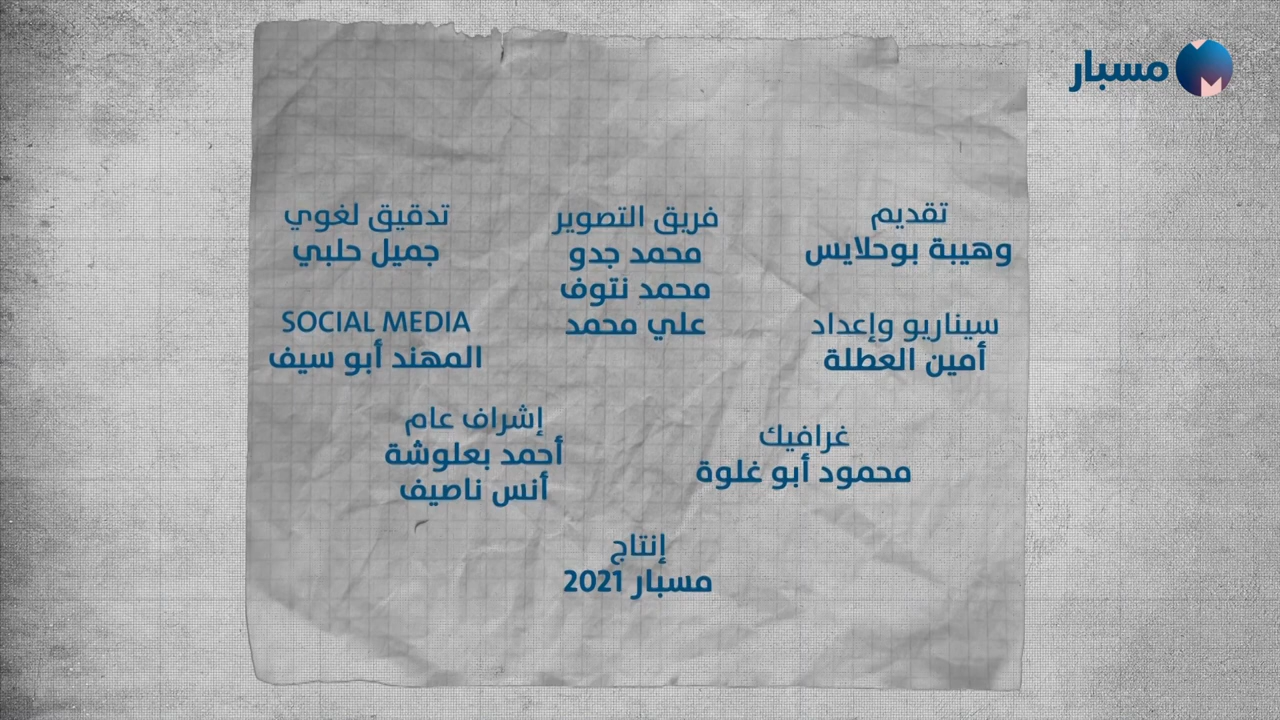 مسبار
تقديم
وهيبة بوحلايس
سيناريو وإعداد
أمين العطلة
فريق التصوير
محمد جدو
محمد نتوف
علي محمد
تدقيق لغوي
جميل حلبي
SOCIAL MEDIA
المهند أبو سيف
غرافيك
محمود أبو غلوة
إشراف عام
أحمد بعلوشة
أنس ناصيف
إنتاج
مسبار 2021